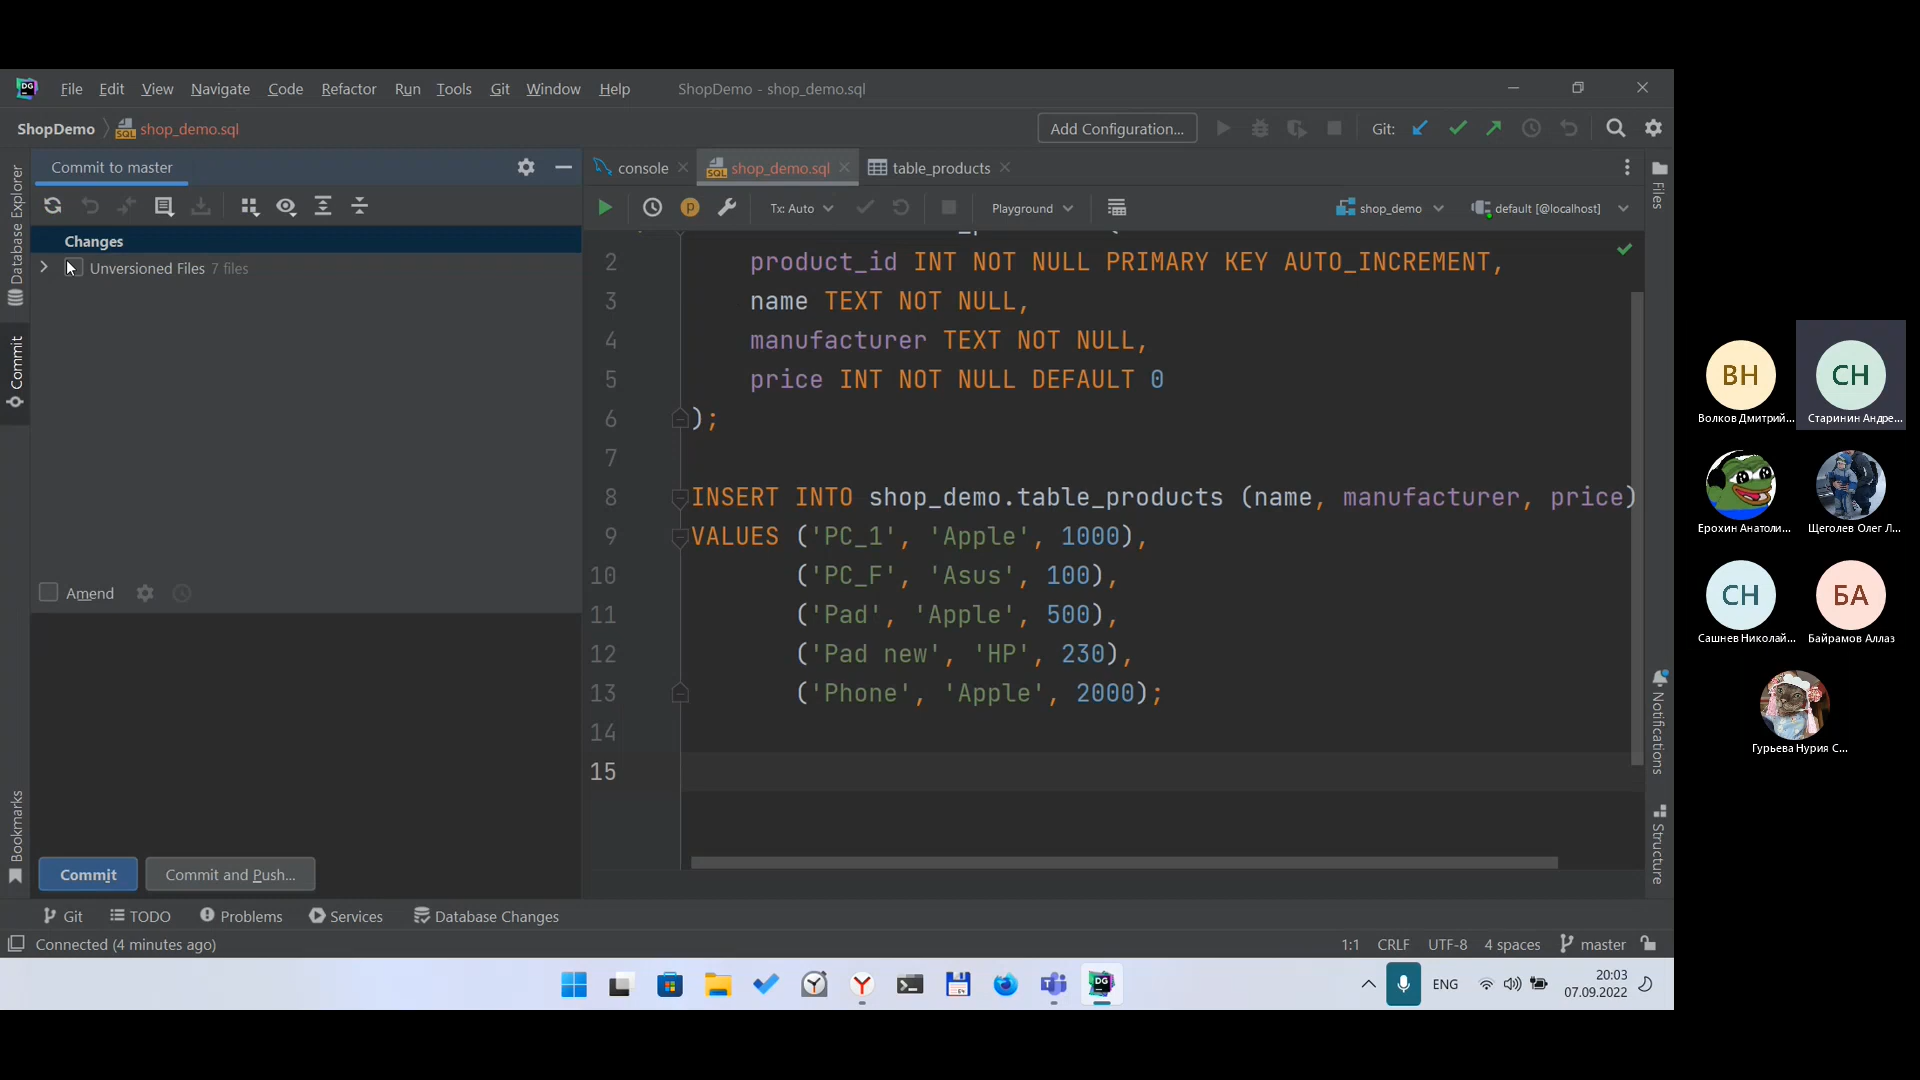 DG
File Edit View Navigate Code Refactor Run Tools Git Window Help ShopDemo - shop_demo.sql
ShopDemo shop_demo.sql
Add Configuration... Git:
Commit to master
console shop_demo.sql table_products
Tx: Auto Playground shop_demo default [@localhost]
Database Explorer
Commit
Bookmarks
Files
Notifications
Structure
Changes
Unversioned Files 7 files
Amend
Commit Commit and Push...
2 product_id INT NOT NULL PRIMARY KEY AUTO_INCREMENT,
3 name TEXT NOT NULL,
4 manufacturer TEXT NOT NULL,
5 price INT NOT NULL DEFAULT 0
6 );
7
8 INSERT INTO shop_demo.table_products (name, manufacturer, price)
9 VALUES ('PC_1', 'Apple', 1000),
10 ('PC_F', 'Asus', 100),
11 ('Pad', 'Apple', 500),
12 ('Pad new', 'HP', 230),
13 ('Phone', 'Apple', 2000);
14
15
Git TODO Problems Services Database Changes
Connected (4 minutes ago) 1:1 CRLF UTF-8 4 spaces master
ENG 20:03
07.09.2022
ВН СН
Волков Дмитрий... Старинин Андре...
Ерохин Анатоли... Щеголев Олег Л...
СН БА
Сашнев Николай... Байрамов Аллаз
Гурьева Нурия С...